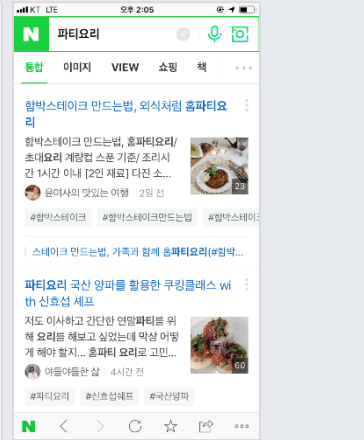 KT LTE 오후 2:05
N 파티요리
통합 이미지 VIEW 쇼핑 책
함박스테이크 만드는법, 외식처럼 홈파티요
리
함박스테이크 만드는법, 홈파티요리/
초대요리 계량컵 스푼 기준/ 조리시
간 1시간 이내 [2인 재료] 다진 소...
23
윤여사의 맛있는 여행 2일 전
#함박스테이크 #함박스테이크만드는법 #함박스테이크
스테이크 만드는법, 가족과 함께 홈파티요리(#함박...
파티요리 국산 양파를 활용한 쿠킹클래스 wi
th 신효섭 셰프
저도 이사하고 간단한 연말파티를 위
해 요리를 해보고 싶었는데 막상 어떻
게 해야 할지... 홈파티 요리로 고민...
60
야들야들한 삶 4시간 전
#파티요리 #신효섭쉐프 #국산양파
N